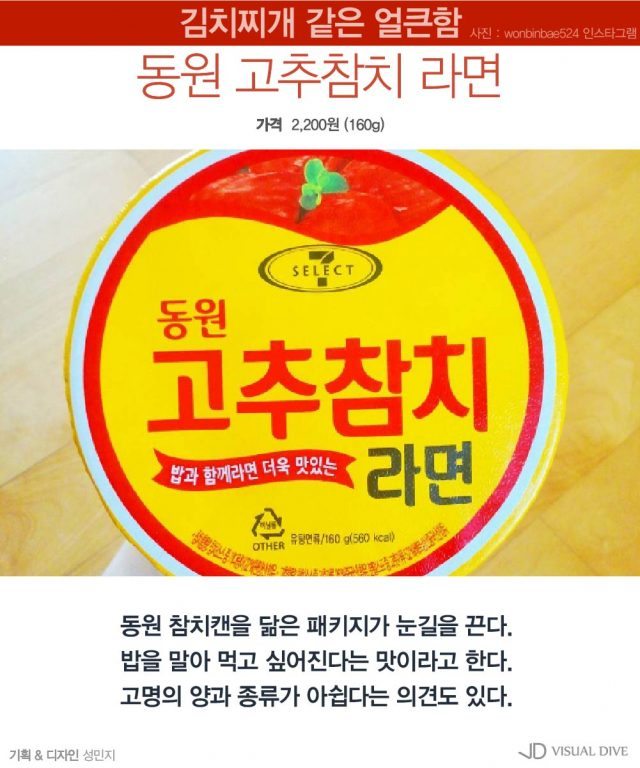 김치찌개 같은 얼큰함
사진 : wonbinbae524 인스타그램
동원 고추참치 라면
가격 2,200원 (160g)
7
SELECT
동원
고추참치
밥과 함께라면 더욱 맛있는
라면
비닐류
OTHER
유탕면류/160 g(560 kcal)
동원 참치캔을 닮은 패키지가 눈길을 끈다.
밥을 말아 먹고 싶어진다는 맛이라고 한다.
고명의 양과 종류가 아쉽다는 의견도 있다.
기획 & 디자인 성민지
JD VISUAL DIVE